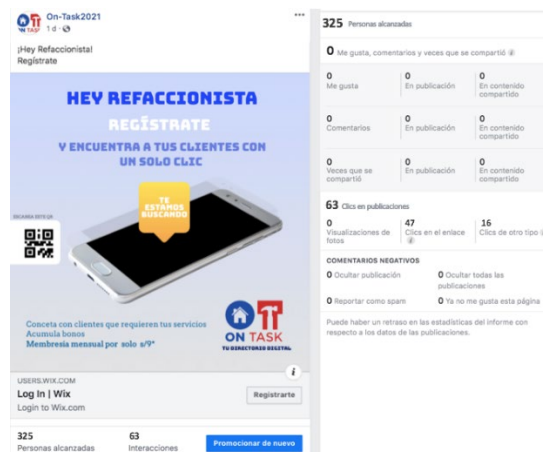 On-Task2021
1 d
¡Hey Refaccionista!
Regístrate
HEY REFACCIONISTA
REGÍSTRATE
Y ENCUENTRA A TUS CLIENTES CON
UN SOLO CLIC
TE
ESTAMOS
BUSCANDO
Conceta con clientes que requieren tus servicios
Acumula bonos
Membresia mensual por solo s/9*
ON TASK
TU DIRECTORIO DIGITAL
USERS.WIX.COM
Log In | Wix
Login to Wix.com
Registrarte
325
Personas alcanzadas
63
Interacciones
Promocionar de nuevo
325 Personas alcanzadas
0 Me gusta, comentarios y veces que se compartió
0
Me gusta
0
En publicación
0
En contenido
compartido
0
Comentarios
0
En publicación
0
En contenido
compartido
0
Veces que se
compartió
0
En publicación
0
En contenido
compartido
63 Clics en publicaciones
0
Visualizaciones de
fotos
47
Clics en el enlace
16
Clics de otro tipo
COMENTARIOS NEGATIVOS
0 Ocultar publicación
0 Ocultar todas las
publicaciones
0 Reportar como spam
0 Ya no me gusta esta página
Puede haber un retraso en las estadísticas del informe con
respecto a los datos de las publicaciones.